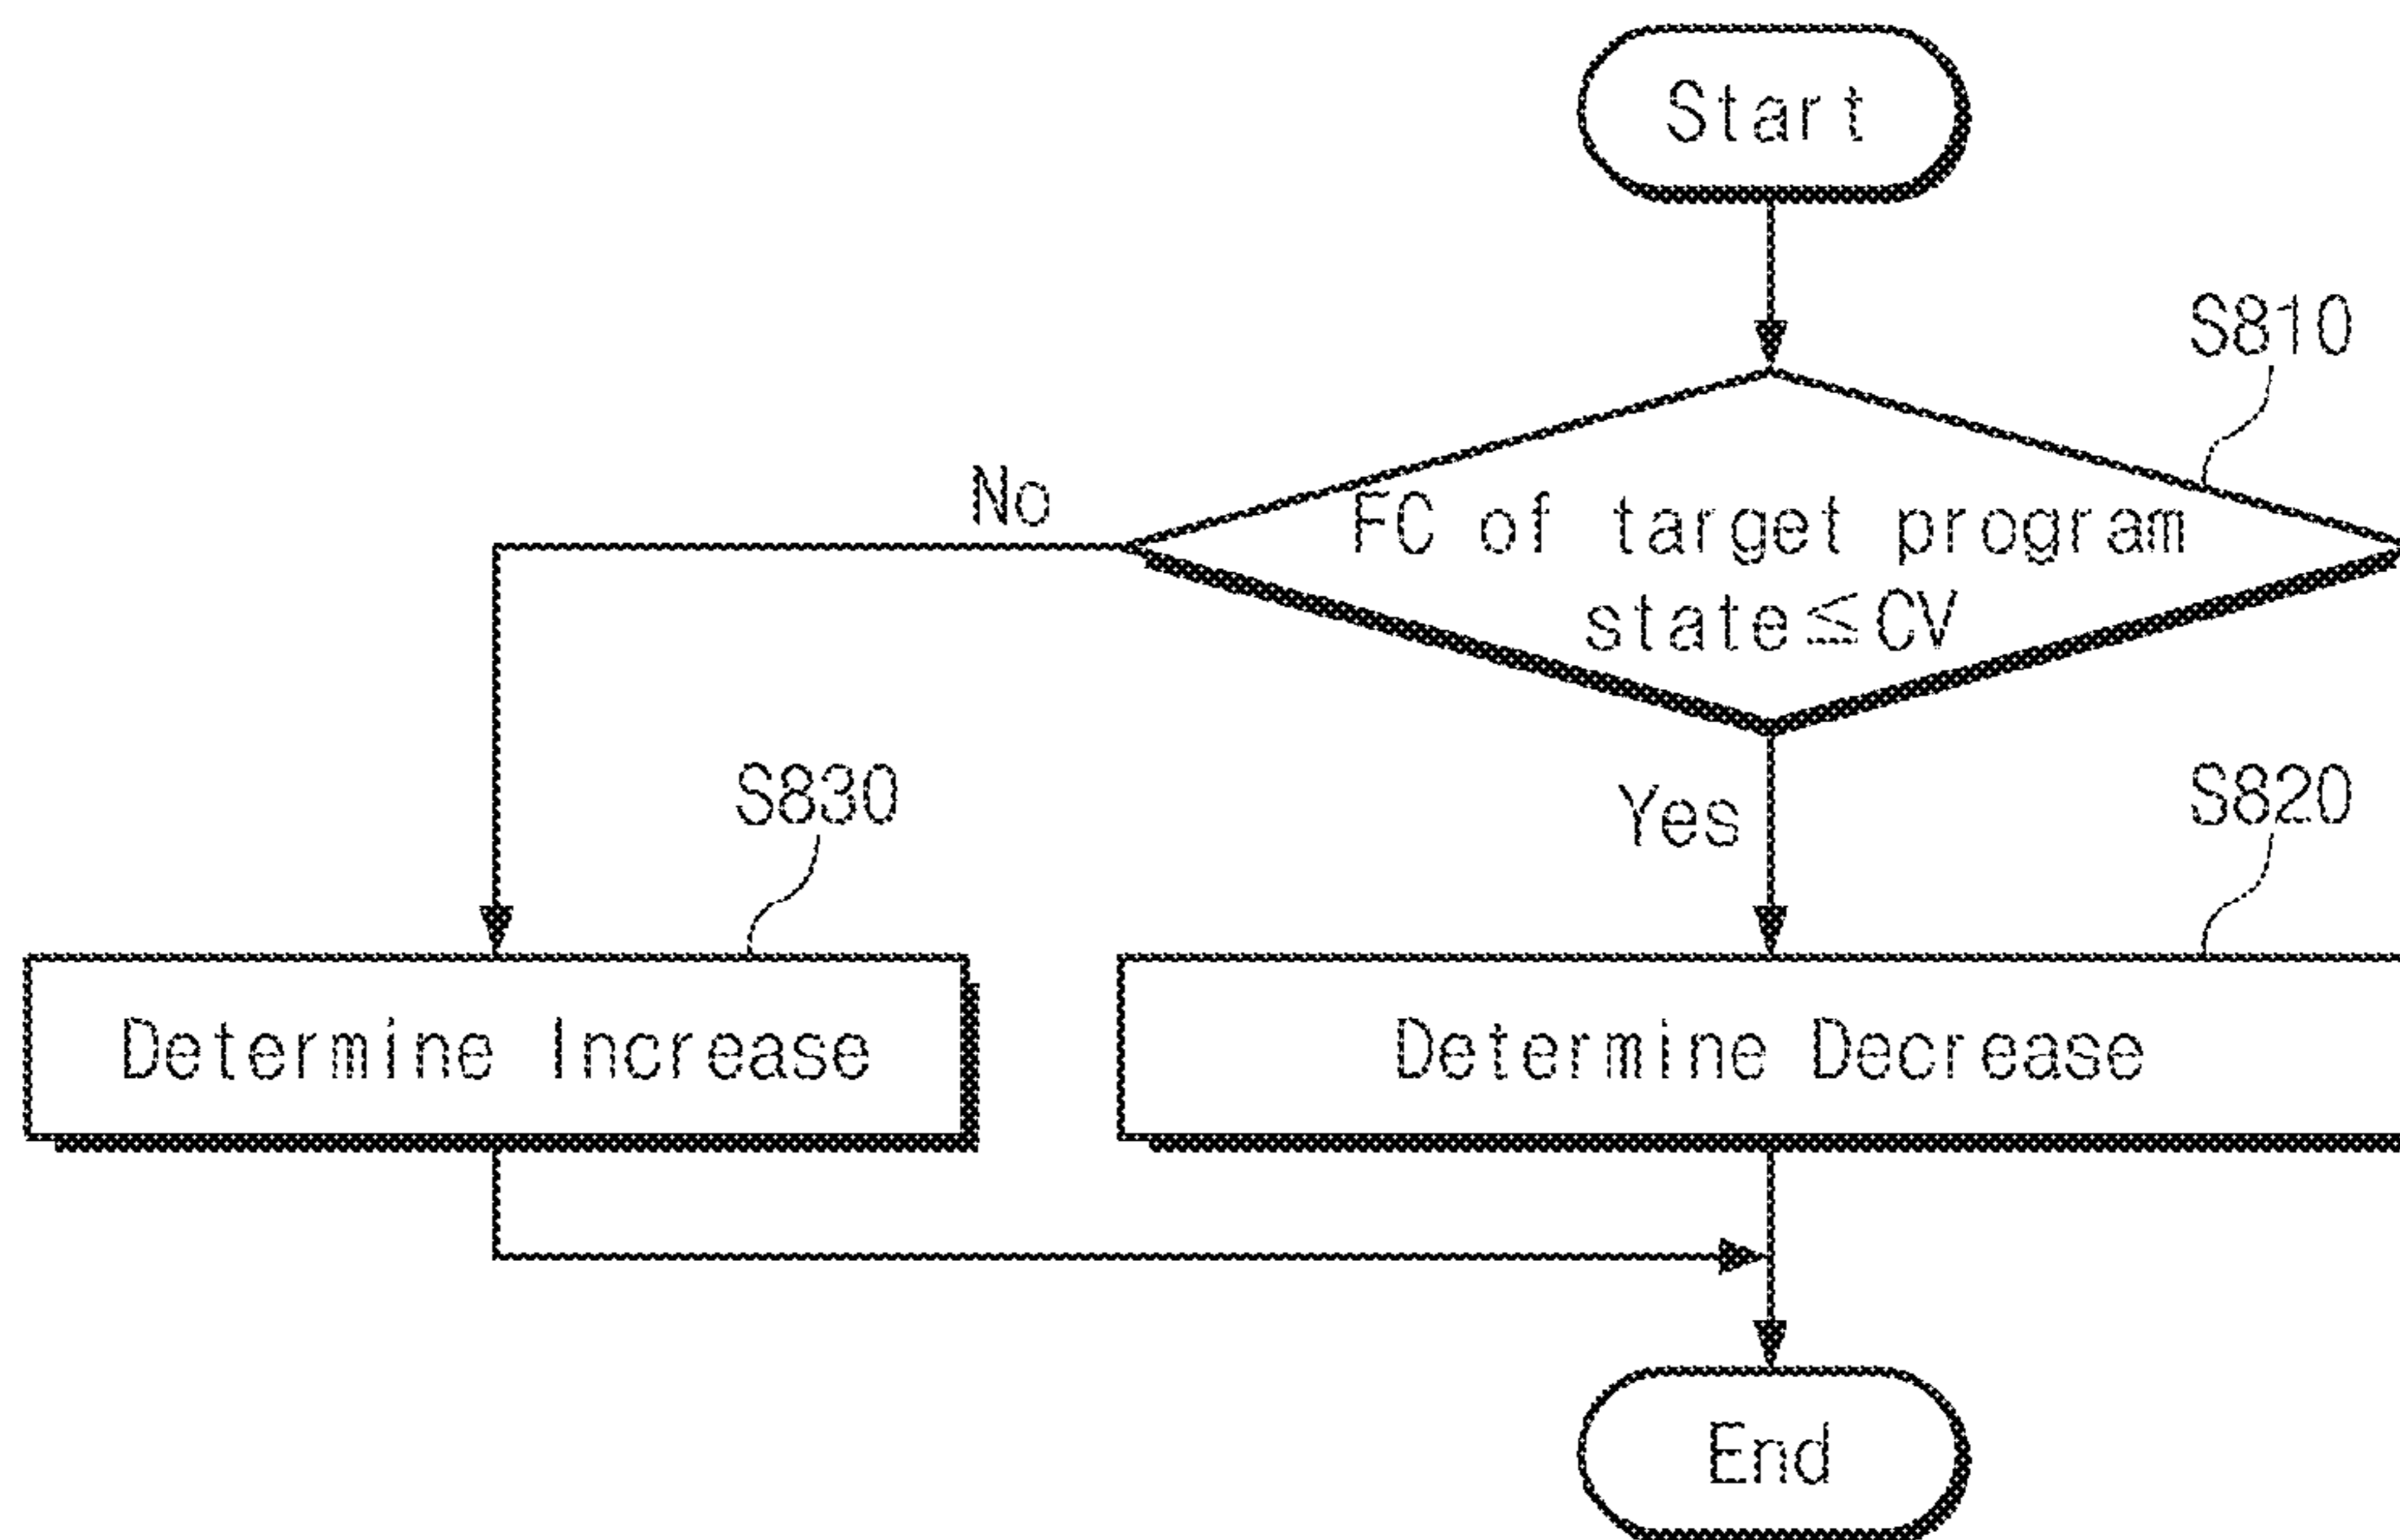 Start
S810
No
FC of target program
state≦CV
S830
Yes
S820
Determine Increase
Determine Decrease
End